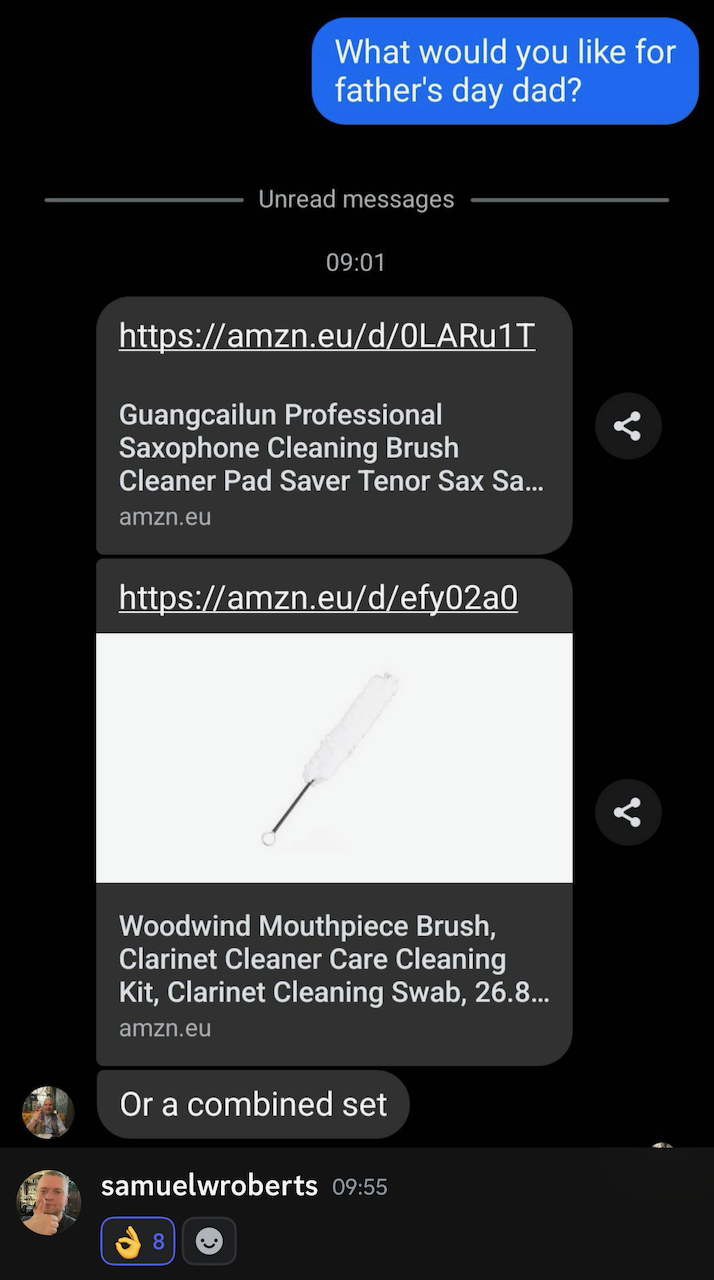 What would you like for
father's day dad?
Unread messages
09:01
https://amzn.eu/d/0LARu1T
Guangcailun Professional
Saxophone Cleaning Brush
Cleaner Pad Saver Tenor Sax Sa...
amzn.eu
https://amzn.eu/d/efy02a0
Woodwind Mouthpiece Brush,
Clarinet Cleaner Care Cleaning
Kit, Clarinet Cleaning Swab, 26.8...
amzn.eu
Or a combined set
samuelwroberts 09:55
👌 8